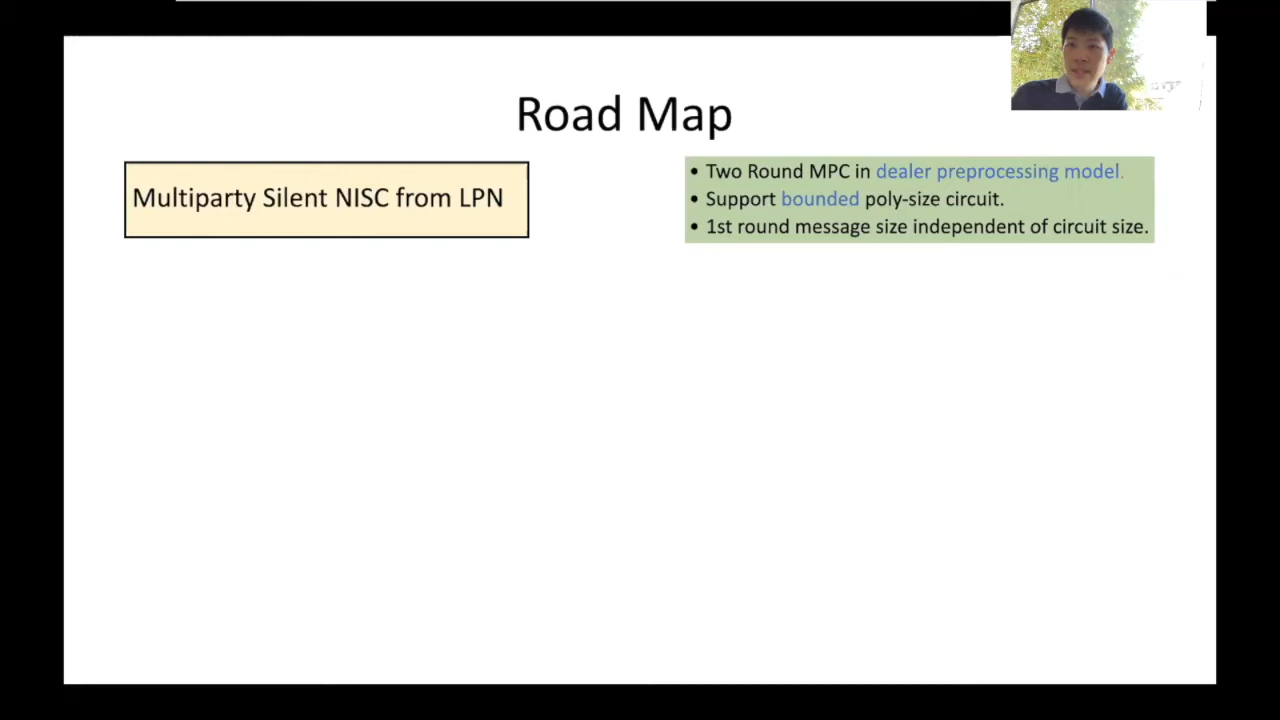 Road Map
Multiparty Silent NISC from LPN
• Two Round MPC in dealer preprocessing model.
• Support bounded poly-size circuit.
• 1st round message size independent of circuit size.